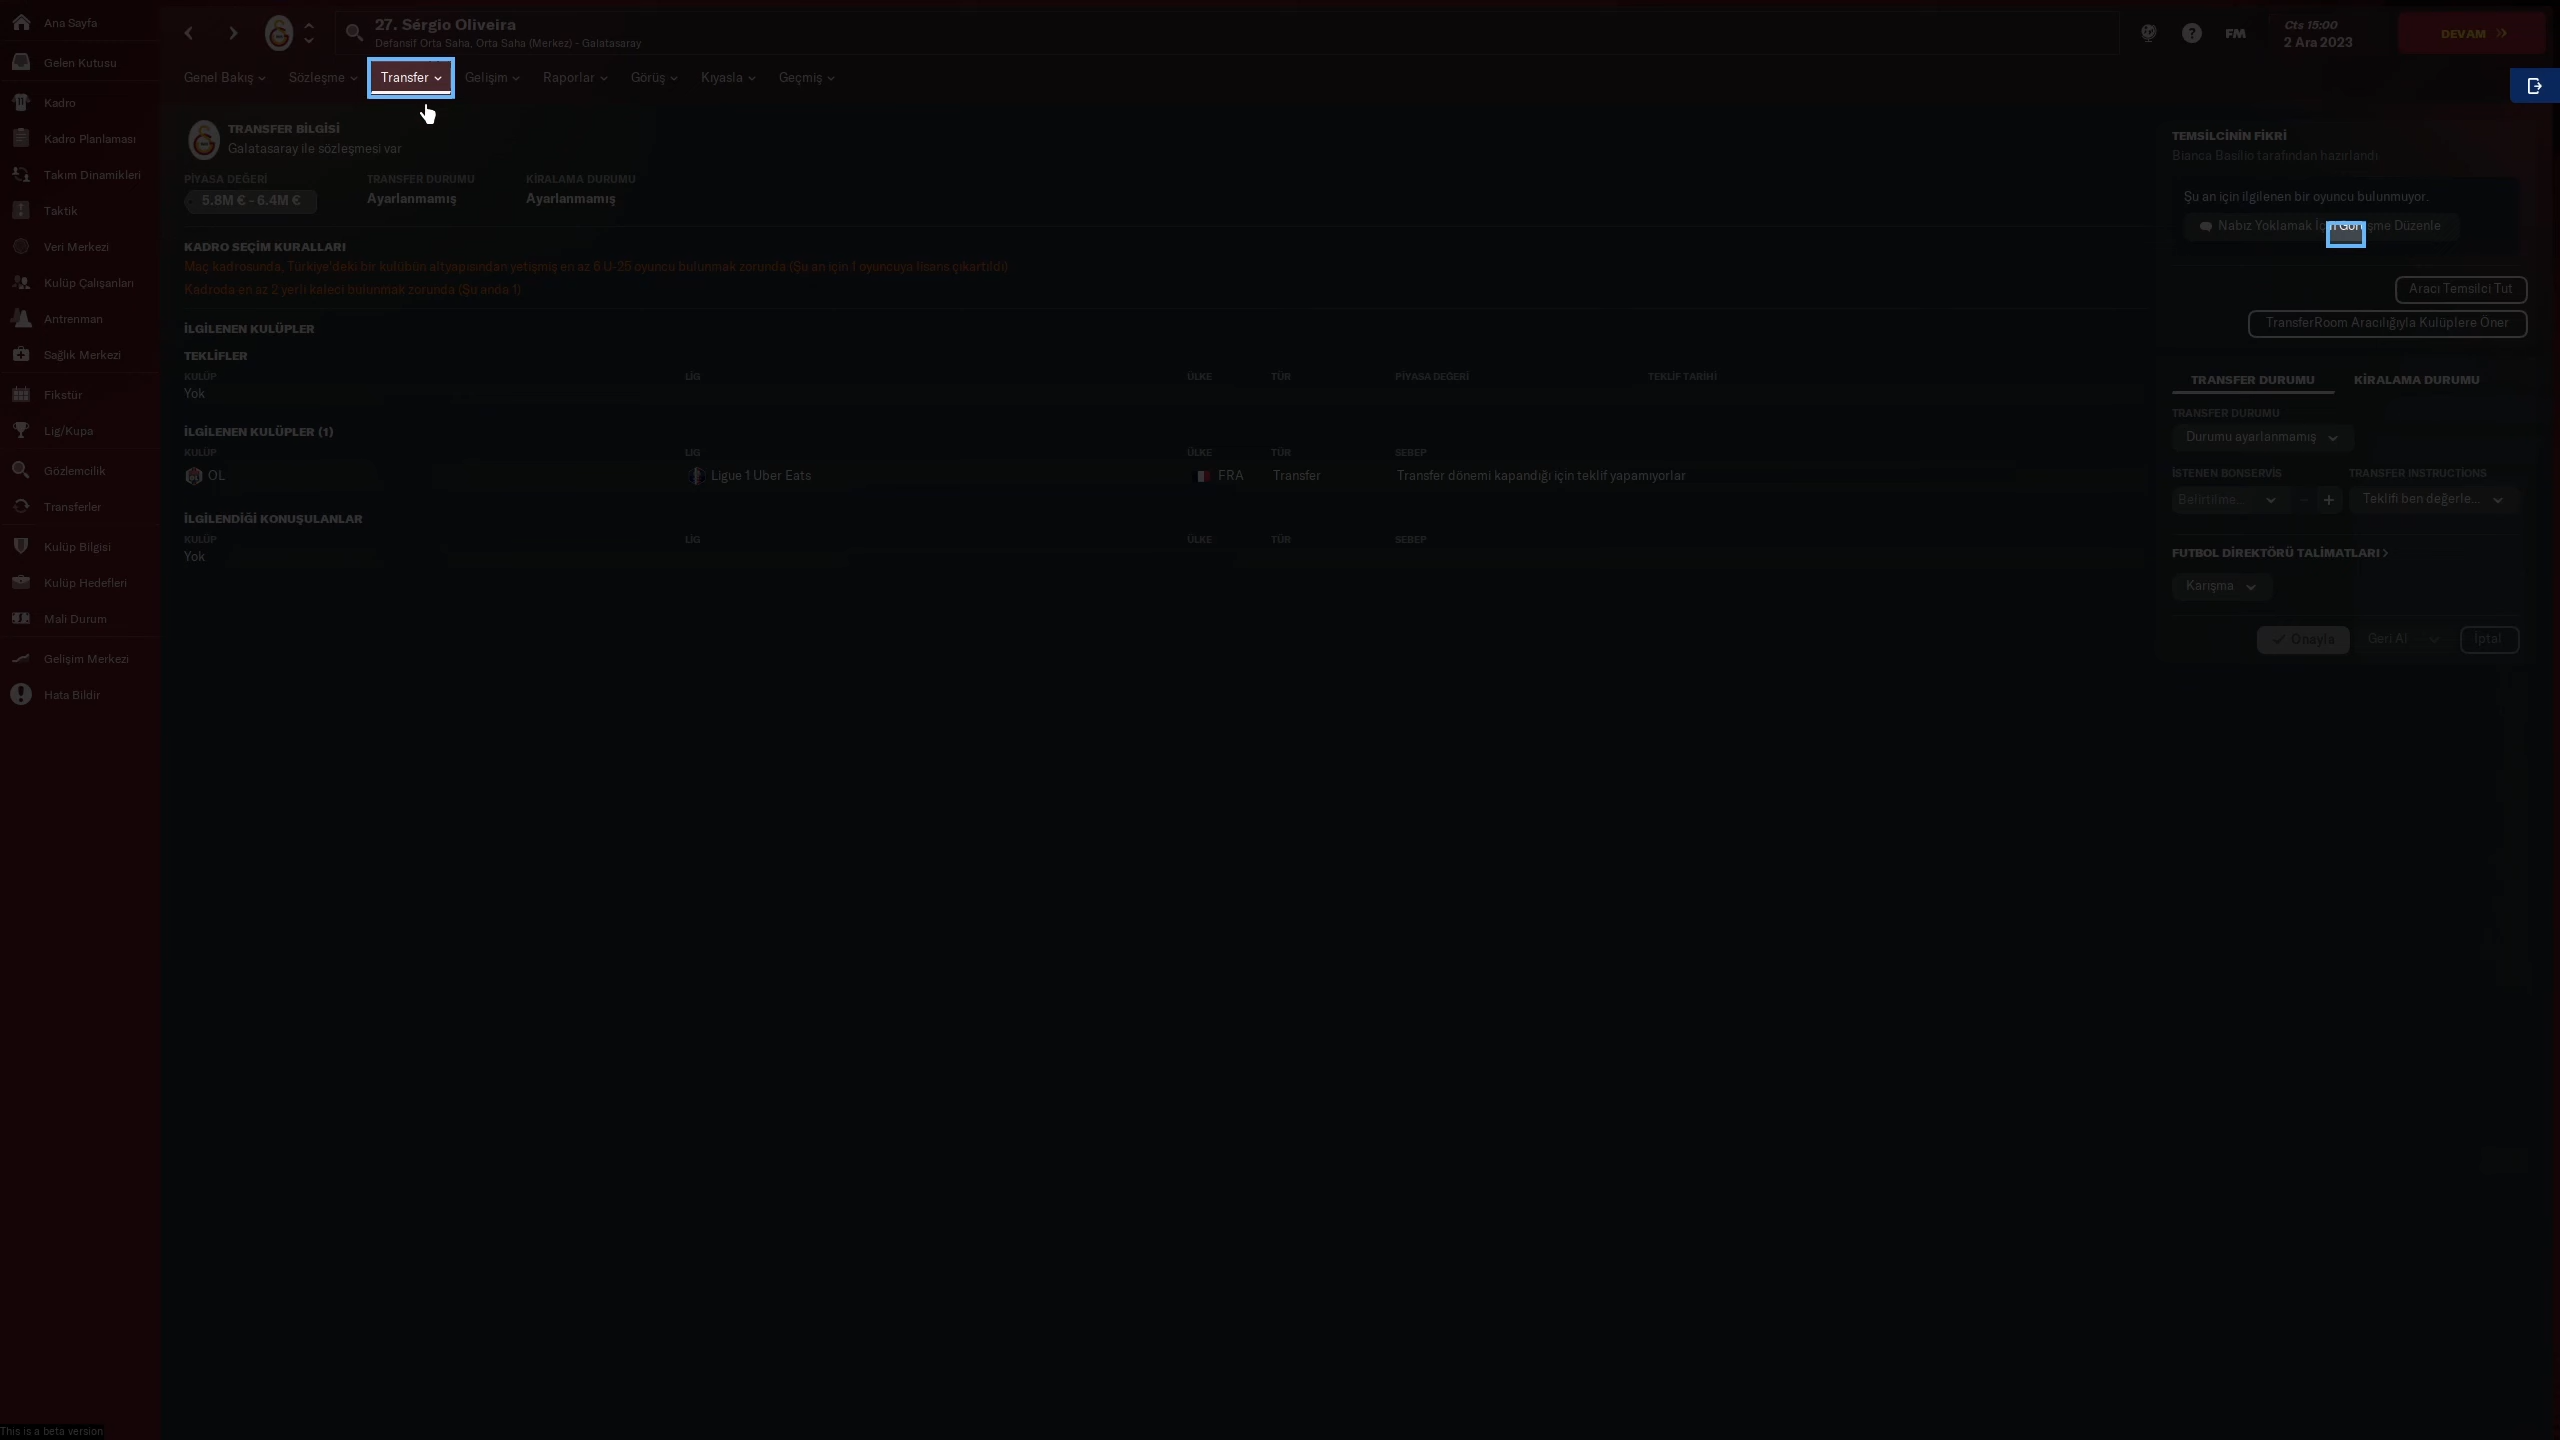 Ana Sayfa
Gelen Kutusu
Kadro
Kadro Planlaması
Takım Dinamikleri
Taktik
Veri Merkezi
Kulüp Çalışanları
Antrenman
Sağlık Merkezi
Fikstür
Lig/Kupa
Gözlemcilik
Transferler
Kulüp Bilgisi
Kulüp Hedefleri
Mali Durum
Gelişim Merkezi
Hata Bildir
This is a beta version
27. Sérgio Oliveira
Defansif Orta Saha, Orta Saha (Merkez) - Galatasaray
FM
Cts 15:00
2 Ara 2023
DEVAM
Genel Bakış Sözleşme Transfer Gelişim Raporlar Görüş Kıyasla Geçmiş
TRANSFER BİLGİSİ
Galatasaray ile sözleşmesi var
PİYASA DEĞERİ TRANSFER DURUMU KİRALAMA DURUMU
5.8M € - 6.4M € Ayarlanmamış Ayarlanmamış
KADRO SEÇİM KURALLARI
Maç kadrosunda, Türkiye'deki bir kulübün altyapısından yetişmiş en az 6 U-25 oyuncu bulunmak zorunda (Şu an için 1 oyuncuya lisans çıkartıldı)
Kadroda en az 2 yerli kaleci bulunmak zorunda (Şu anda 1)
İLGİLENEN KULÜPLER
TEKLİFLER
KULÜP LİG ÜLKE TÜR PİYASA DEĞERİ TEKLİF TARİHİ
Yok
İLGİLENEN KULÜPLER (1)
KULÜP LİG ÜLKE TÜR SEBEP
OL Ligue 1 Uber Eats FRA Transfer Transfer dönemi kapandığı için teklif yapamıyorlar
İLGİLENDİĞİ KONUŞULANLAR
KULÜP LİG ÜLKE TÜR SEBEP
Yok
TEMSİLCİNİN FİKRİ
Bianca Basílio tarafından hazırlandı
Şu an için ilgilenen bir oyuncu bulunmuyor.
Nabız Yoklamak İçin Görüşme Düzenle
Aracı Temsilci Tut
TransferRoom Aracılığıyla Kulüplere Öner
TRANSFER DURUMU KİRALAMA DURUMU
TRANSFER DURUMU
Durumu ayarlanmamış
İSTENEN BONSERVİS TRANSFER INSTRUCTIONS
Belirtilme... - + Teklifi ben değerle...
FUTBOL DİREKTÖRÜ TALİMATLARI >
Karışma
Onayla Geri Al İptal